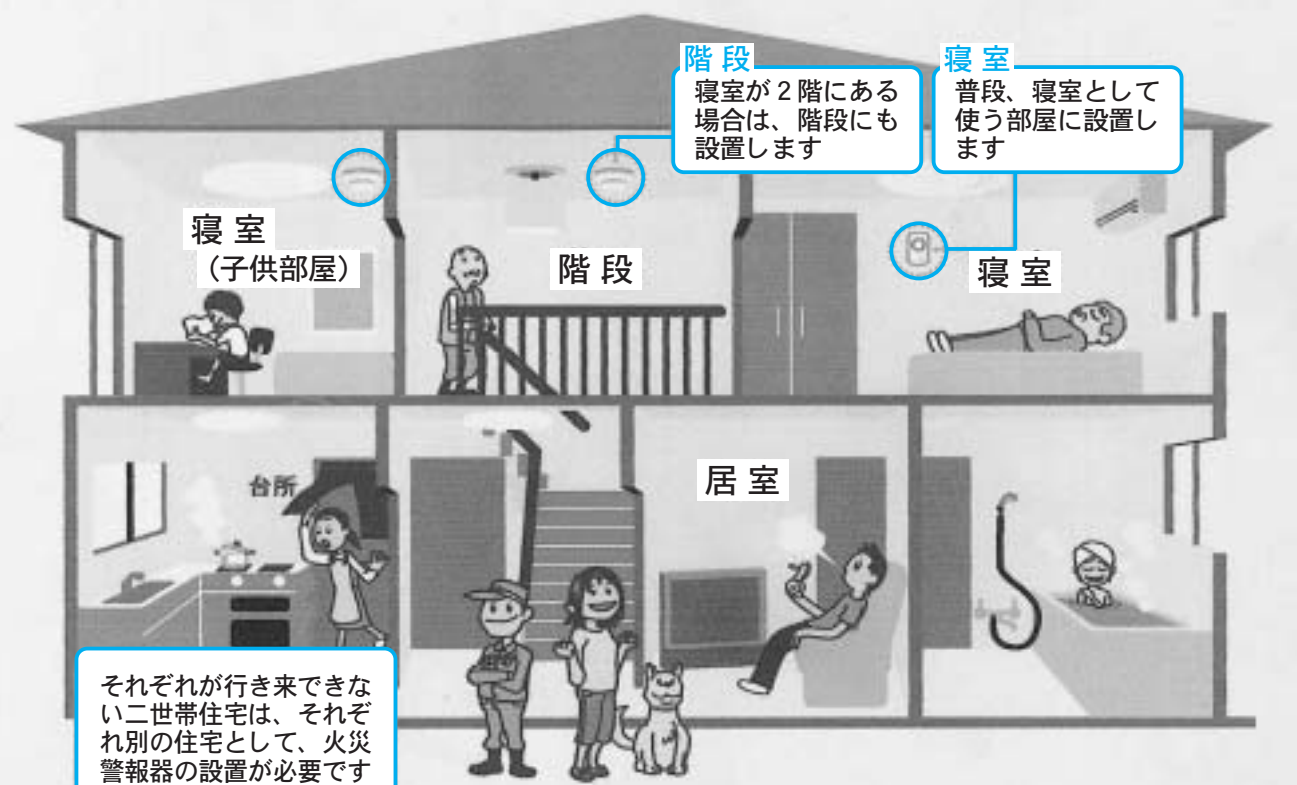 階段
寝室が2階にある
場合は、階段にも
設置します
寝室
普段、寝室として
使う部屋に設置し
ます
寝室
（子供部屋）
階段
寝室
台所
居室
それぞれが行き来できな
い二世帯住宅は、それぞ
れ別の住宅として、火災
警報器の設置が必要です